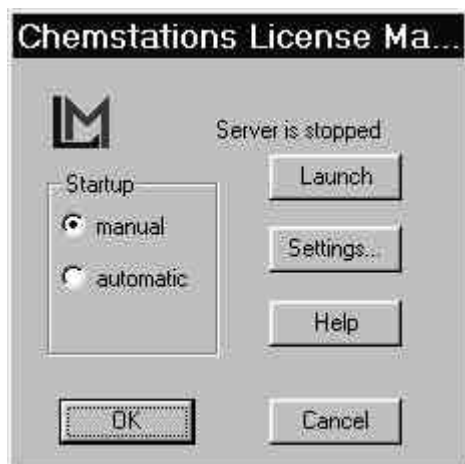 Chemstations License Ma...
LM
Server is stopped
Launch
Startup
manual
automatic
Settings...
Help
OK
Cancel